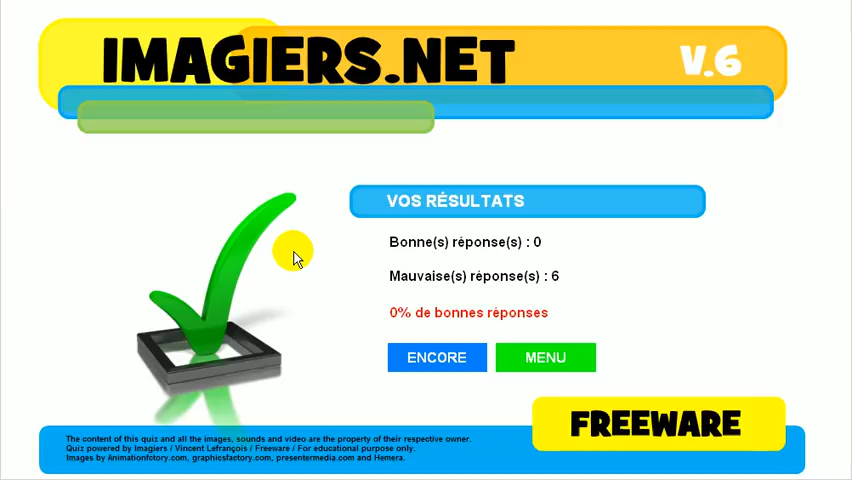 IMAGIERS.NET
V.6
VOS RÉSULTATS
Bonne(s) réponse(s) : 0
Mauvaise(s) réponse(s) : 6
0% de bonnes réponses
ENCORE
MENU
FREEWARE
The content of this quiz and all the images, sounds and video are the property of their respective owner.
Quiz powered by Imagiers / Vincent Lefrançois / Freeware / For educational purpose only.
Images by Animationfctory.com, graphicsfactory.com, presentermedia.com and Hemera.